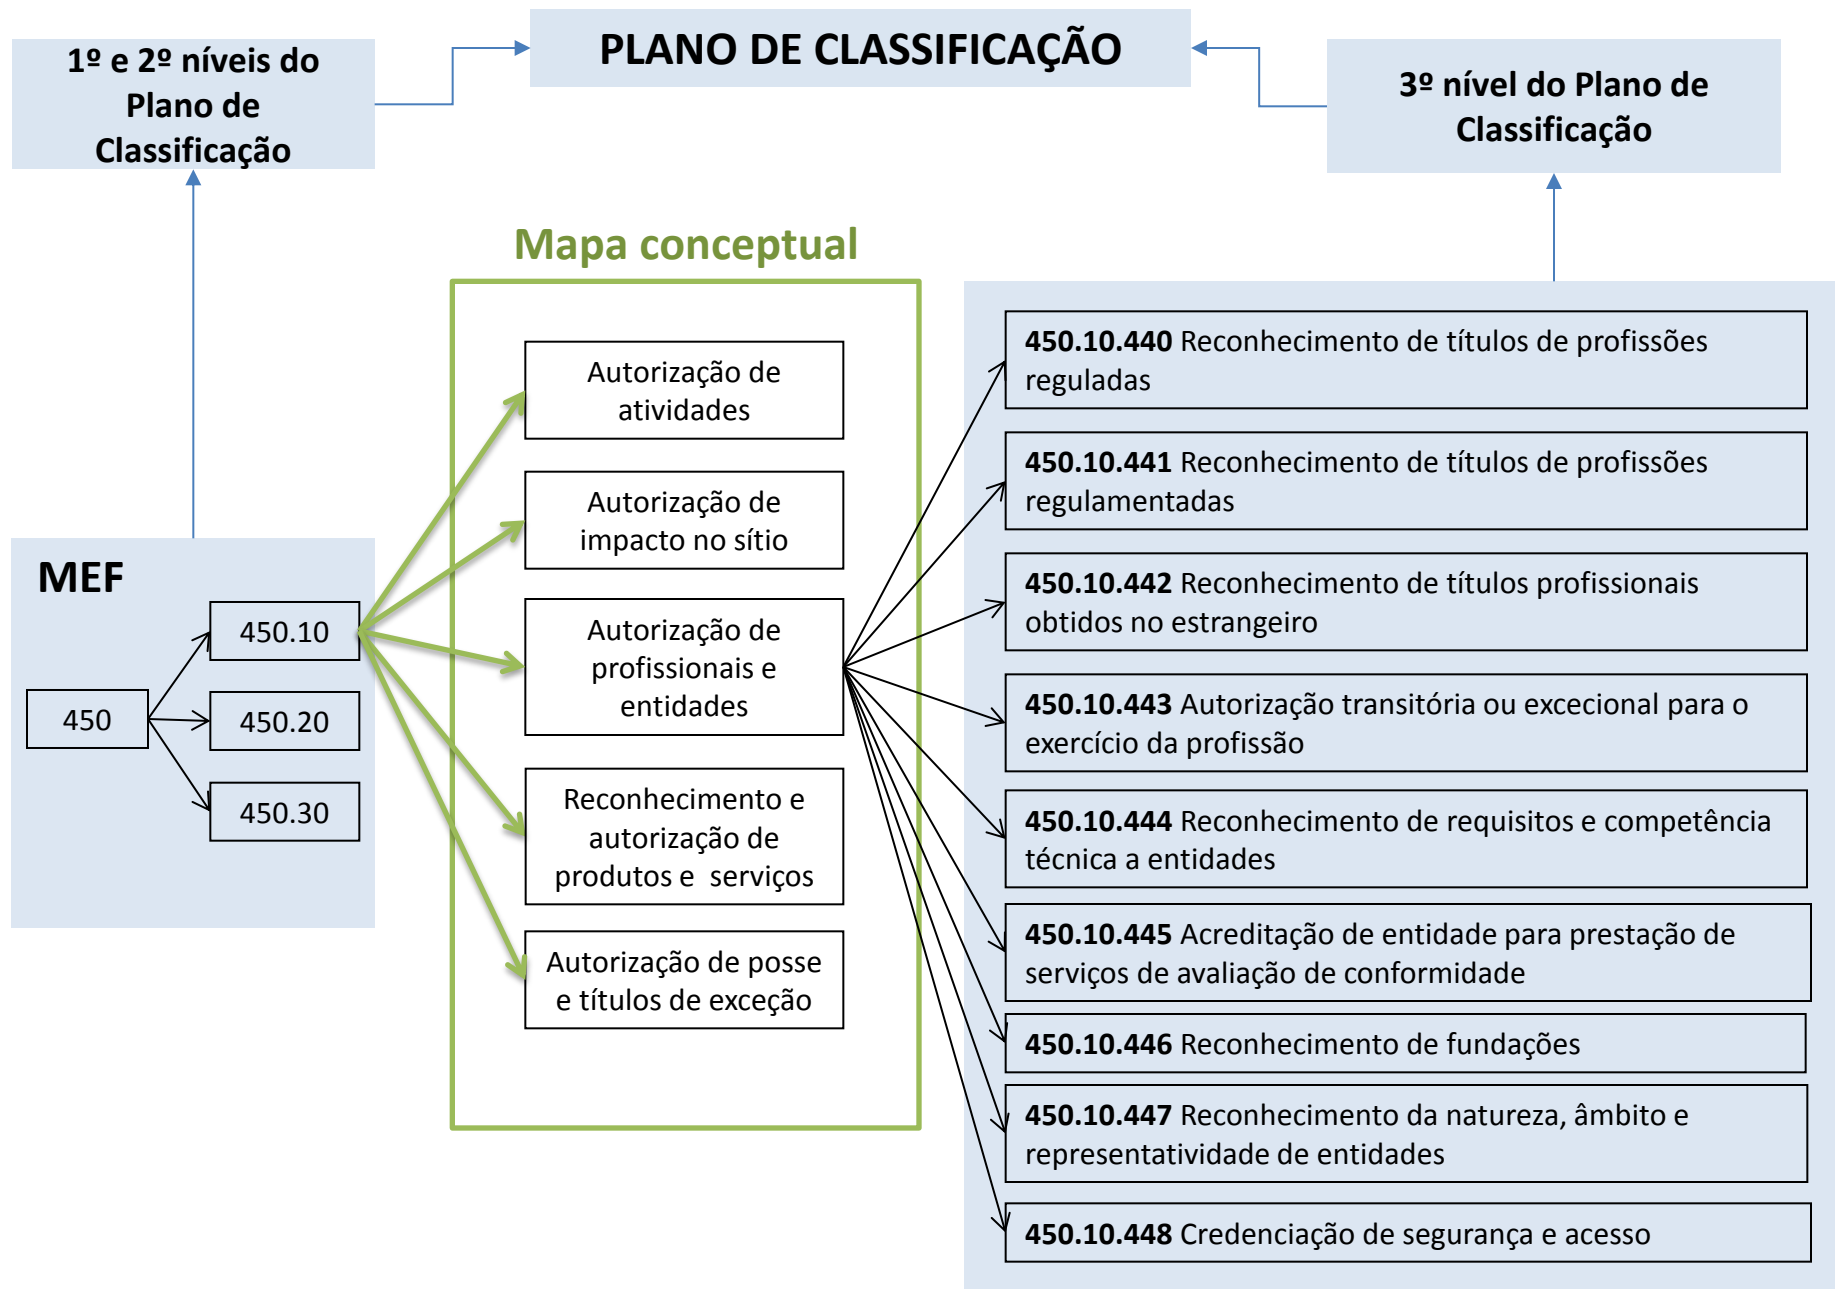 PLANO DE CLASSIFICAÇÃO
1º e 2º níveis do
Plano de
Classificação
3º nível do Plano de
Classificação
Mapa conceptual
MEF
450
450.10
450.20
450.30
Autorização de
atividades
Autorização de
impacto no sítio
Autorização de
profissionais e
entidades
Reconhecimento e
autorização de
produtos e serviços
Autorização de posse
e títulos de exceção
450.10.440 Reconhecimento de títulos de profissões
reguladas
450.10.441 Reconhecimento de títulos de profissões
regulamentadas
450.10.442 Reconhecimento de títulos profissionais
obtidos no estrangeiro
450.10.443 Autorização transitória ou excecional para o
exercício da profissão
450.10.444 Reconhecimento de requisitos e competência
técnica a entidades
450.10.445 Acreditação de entidade para prestação de
serviços de avaliação de conformidade
450.10.446 Reconhecimento de fundações
450.10.447 Reconhecimento da natureza, âmbito e
representatividade de entidades
450.10.448 Credenciação de segurança e acesso